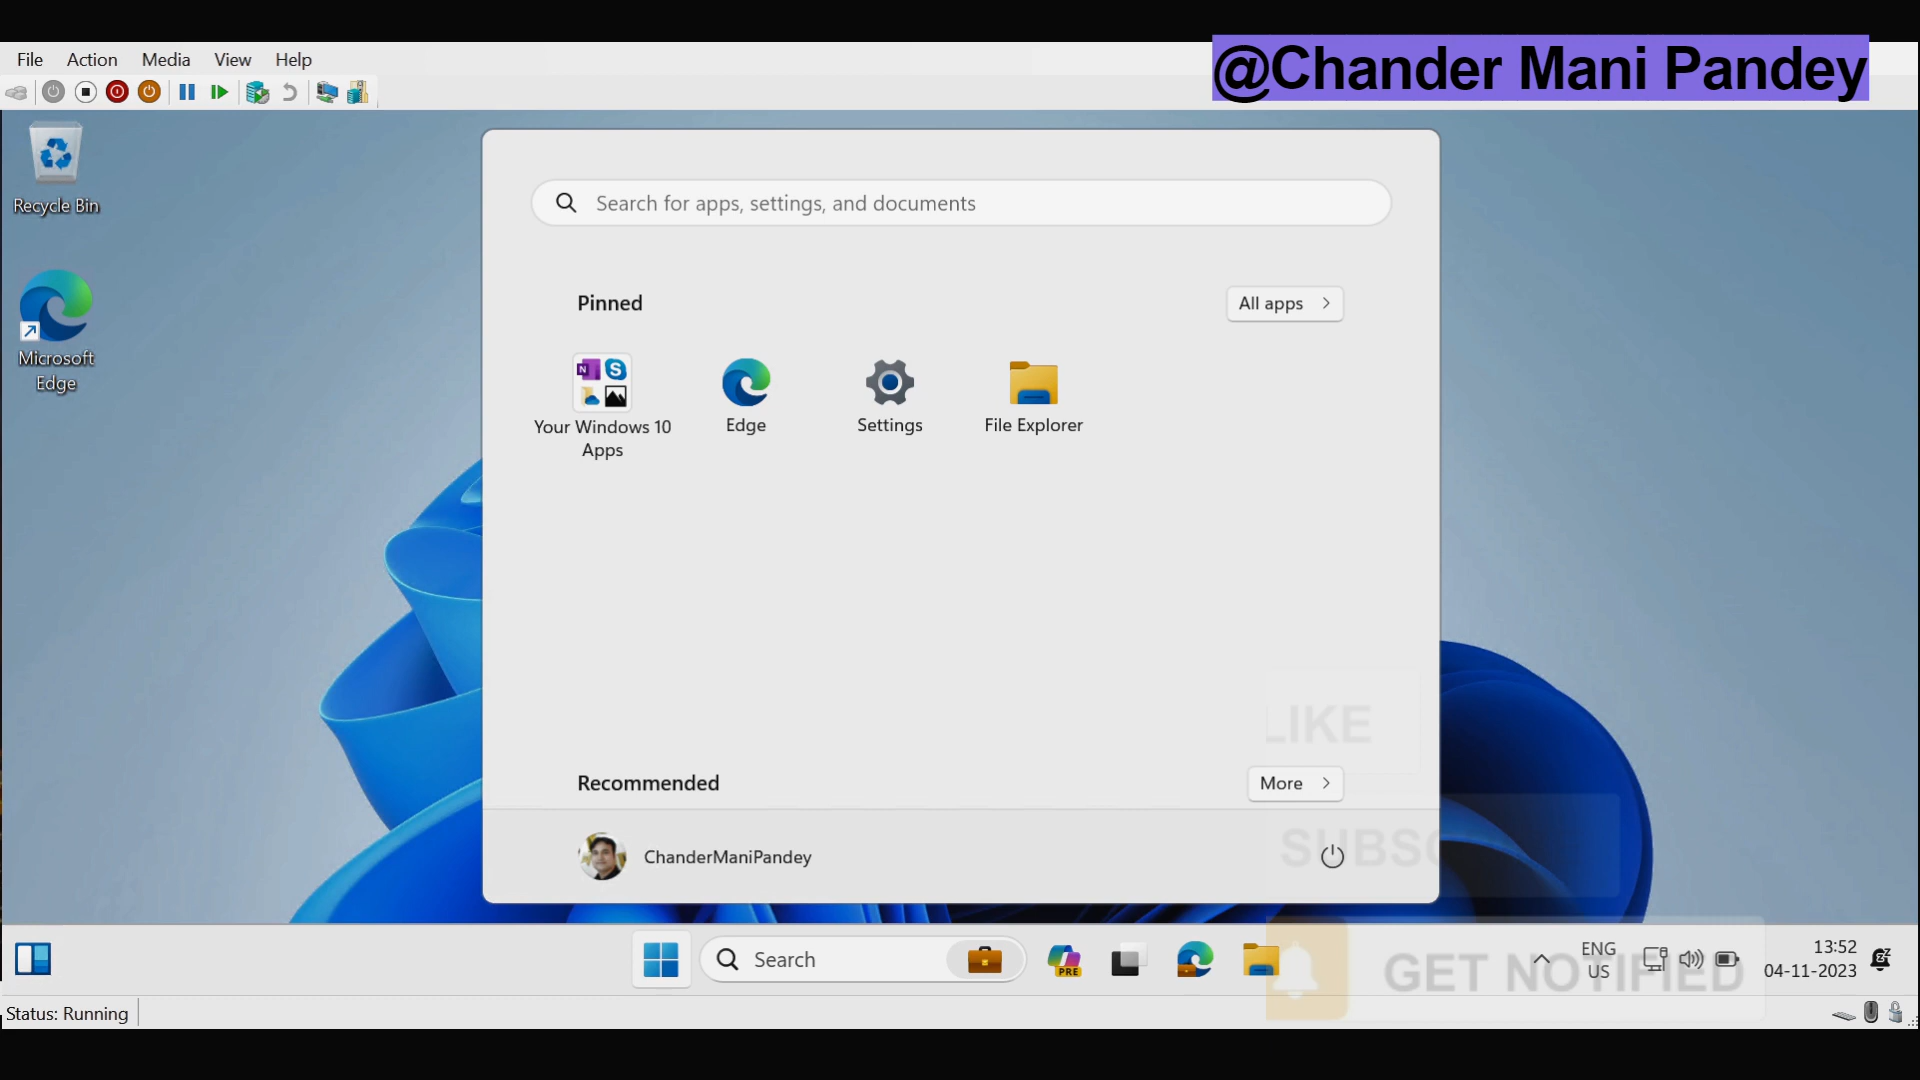 File Action Media View Help
@Chander Mani Pandey
Recycle Bin
Microsoft
Edge
Search for apps, settings, and documents
Pinned
All apps
N S
Your Windows 10
Apps
Edge
Settings
File Explorer
LIKE
Recommended
More
ChanderManiPandey
SUBSC
Search
PRE
ENG
US
GET NOTIFIED
13:52
04-11-2023
Status: Running